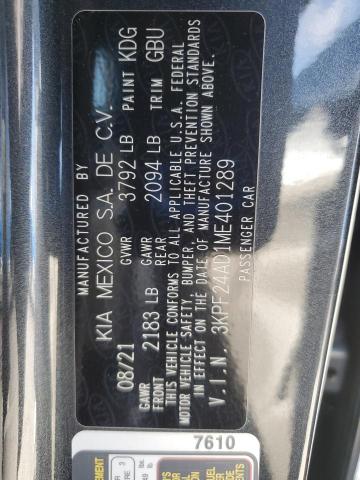 MANUFACTURED BY
KIA MEXICO S.A. DE C.V.
08/21 GVWR 3792 LB PAINT KDG
GAWR FRONT 2183 LB GAWR REAR 2094 LB TRIM GBU
THIS VEHICLE CONFORMS TO ALL APPLICABLE U.S.A. FEDERAL
MOTOR VEHICLE SAFETY, BUMPER, AND THEFT PREVENTION STANDARDS
IN EFFECT ON THE DATE OF MANUFACTURE SHOWN ABOVE.
V.I.N. 3KPF24AD1ME401289
PASSENGER CAR
7610